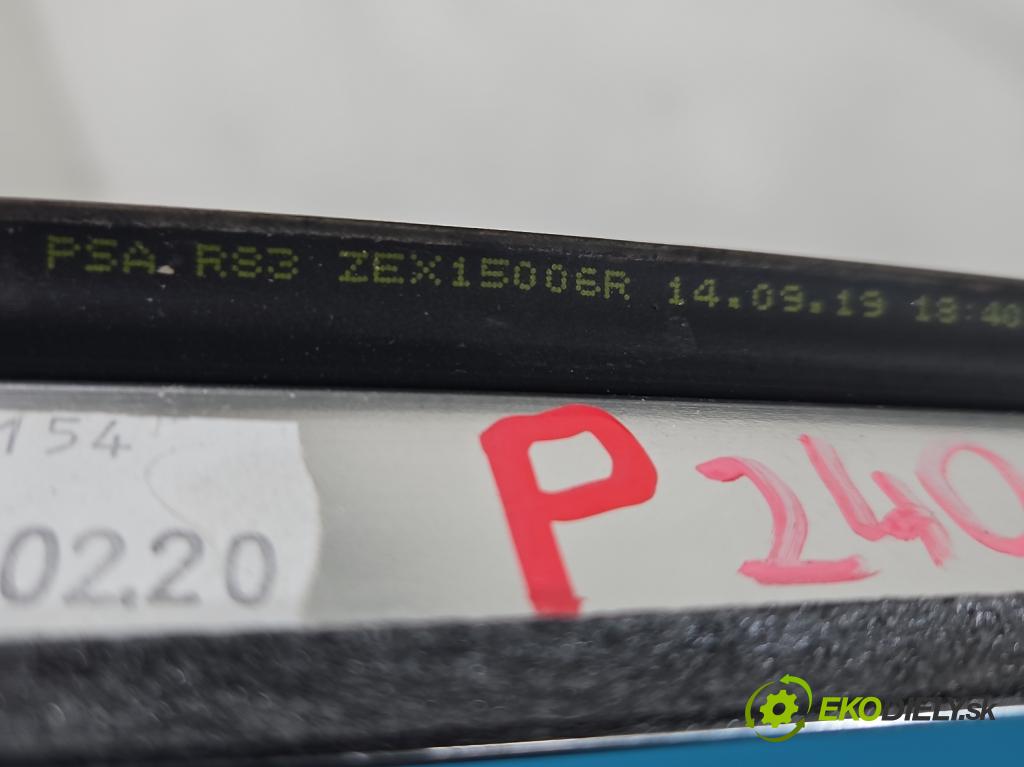 PSA R83 ZEX15006R 14.09.19 18:40
154
02.20
P 240
EKODIELY.SK